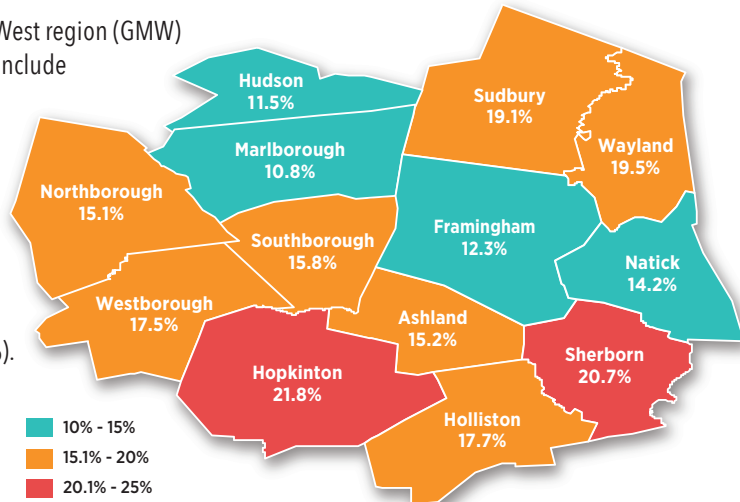 West region (GMW)
include
Hudson
11.5%
Sudbury
19.1%
Marlborough
10.8%
Wayland
19.5%
Northborough
15.1%
Southborough
15.8%
Framingham
12.3%
Natick
14.2%
Westborough
17.5%
Ashland
15.2%
).
Hopkinton
21.8%
Sherborn
20.7%
Holliston
17.7%
10% - 15%
15.1% - 20%
20.1% - 25%